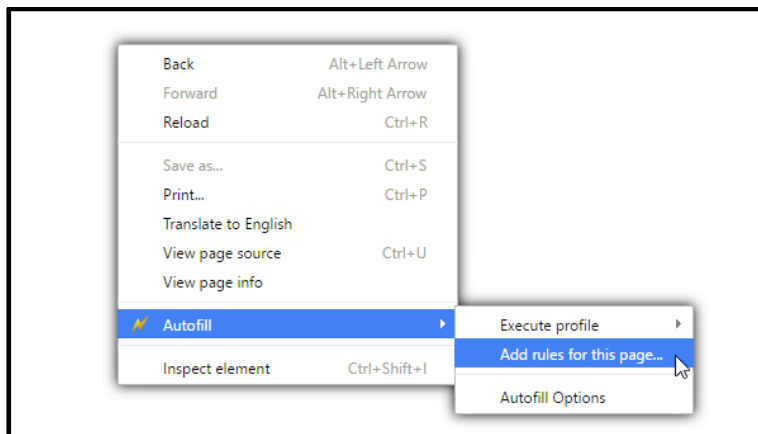 Back Alt+Left Arrow
Forward Alt+Right Arrow
Reload Ctrl+R
Save as... Ctrl+S
Print... Ctrl+P
Translate to English
View page source Ctrl+U
View page info
Autofill
Inspect element Ctrl+Shift+I
Execute profile
Add rules for this page...
Autofill Options